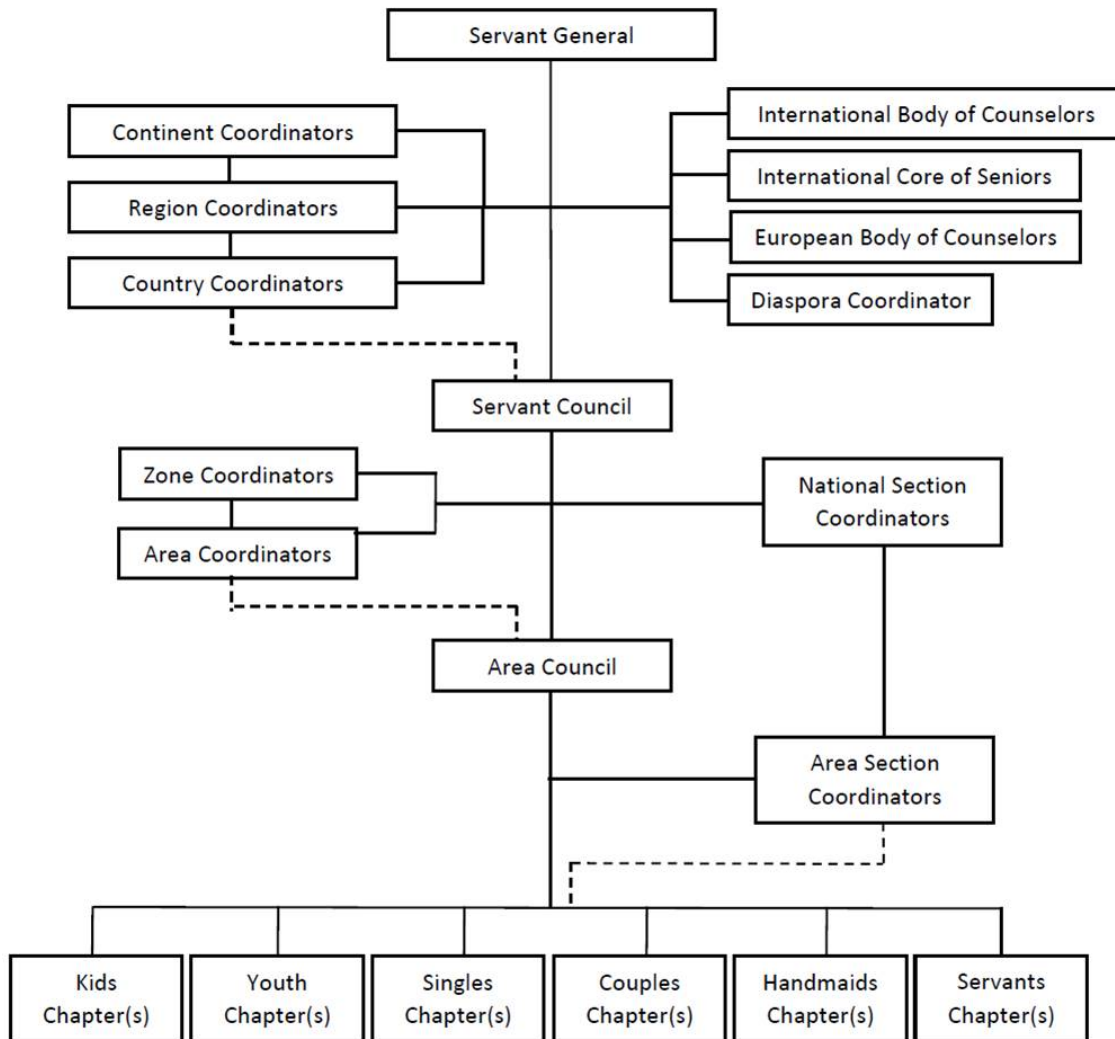 Servant General
Continent Coordinators
Region Coordinators
Country Coordinators
International Body of Counselors
International Core of Seniors
European Body of Counselors
Diaspora Coordinator
Servant Council
Zone Coordinators
Area Coordinators
National Section
Coordinators
Area Council
Area Section
Coordinators
Kids
Chapter(s)
Youth
Chapter(s)
Singles
Chapter(s)
Couples
Chapter(s)
Handmaids
Chapter(s)
Servants
Chapter(s)